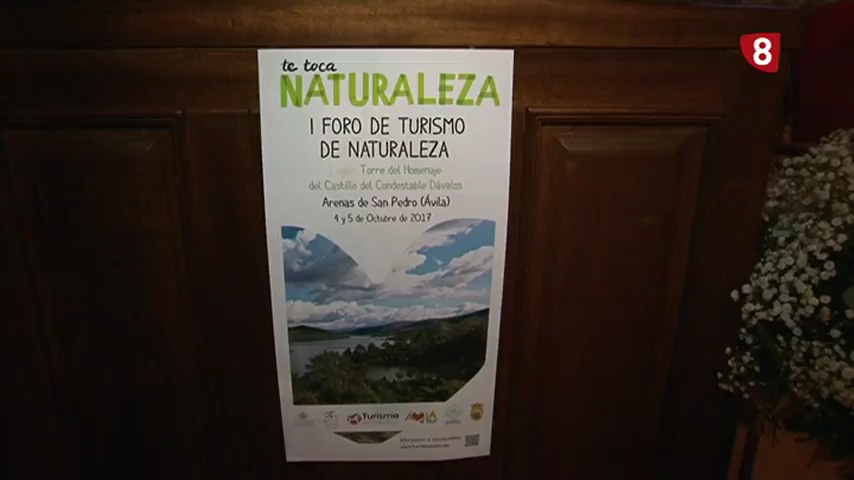 8
te toca
NATURALEZA
I FORO DE TURISMO
DE NATURALEZA
Lugar: Torre del Homenaje
del Castillo del Condestable Dávalos
Arenas de San Pedro (Ávila)
4 y 5 de Octubre de 2017
Turismo